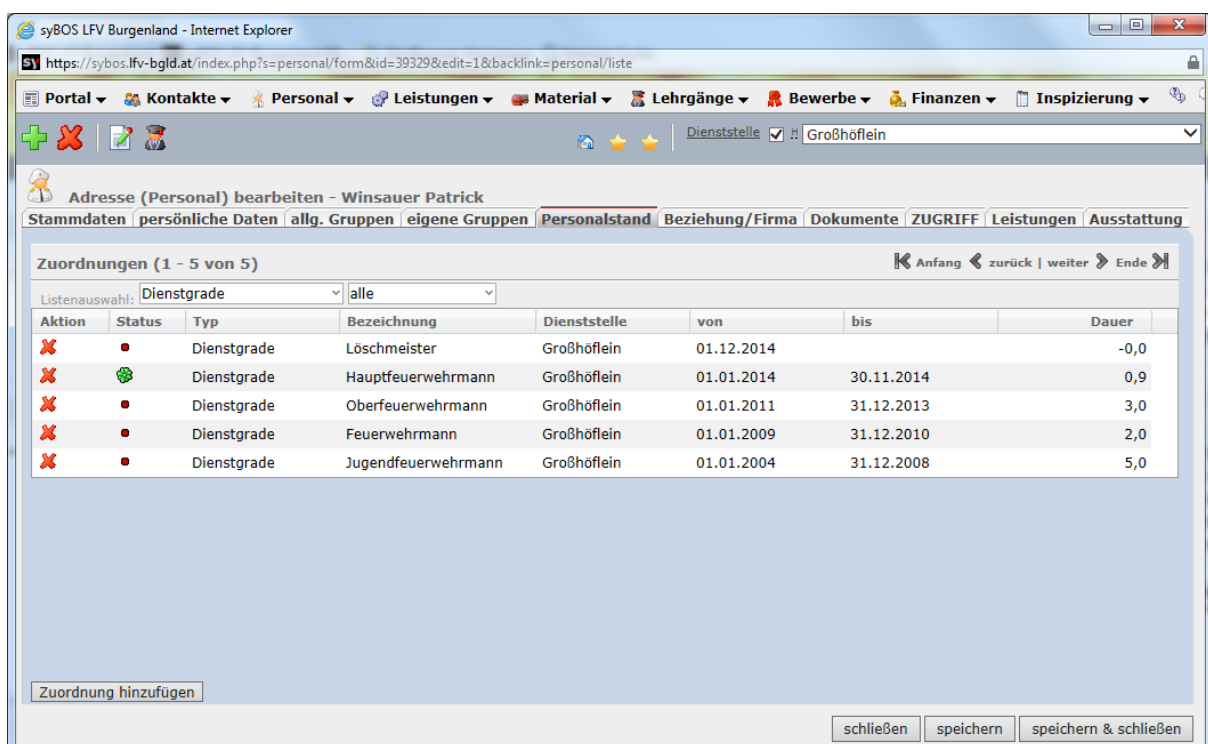 syBOS LFV Burgenland - Internet Explorer
https://sybos.lfv-bgld.at/index.php?s=personal/form&id=39329&edit=1&backlink=personal/liste
Portal Kontakte Personal Leistungen Material Lehrgänge Bewerbe Finanzen Inspizierung
Dienststelle Großhöflein
Adresse (Personal) bearbeiten - Winsauer Patrick
Stammdaten persönliche Daten allg. Gruppen eigene Gruppen Personalstand Beziehung/Firma Dokumente ZUGRIFF Leistungen Ausstattung
Zuordnungen (1 - 5 von 5) Anfang zurück | weiter Ende
Listenauswahl: Dienstgrade alle
Aktion Status Typ Bezeichnung Dienststelle von bis Dauer
Dienstgrade Löschmeister Großhöflein 01.12.2014 -0,0
Dienstgrade Hauptfeuerwehrmann Großhöflein 01.01.2014 30.11.2014 0,9
Dienstgrade Oberfeuerwehrmann Großhöflein 01.01.2011 31.12.2013 3,0
Dienstgrade Feuerwehrmann Großhöflein 01.01.2009 31.12.2010 2,0
Dienstgrade Jugendfeuerwehrmann Großhöflein 01.01.2004 31.12.2008 5,0
Zuordnung hinzufügen
schließen speichern speichern & schließen